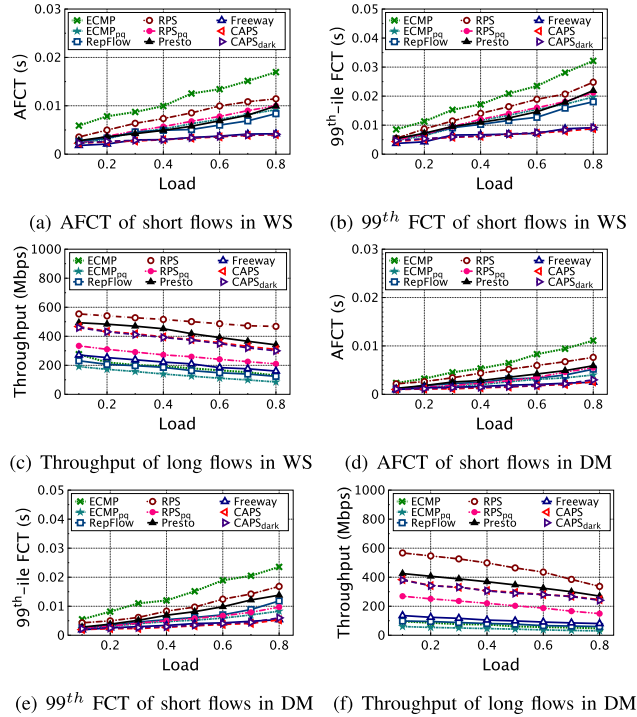 0.03
0.02
0.01
0
AFCT (s)
ECMP
ECMPpq
RepFlow
RPS
RPSpq
Presto
Freeway
CAPS
CAPSdark
0.2 0.4 0.6 0.8
Load
(a) AFCT of short flows in WS
0.05
0.04
0.03
0.02
0.01
0.00
99th-ile FCT (s)
ECMP
ECMPpq
RepFlow
RPS
RPSpq
Presto
Freeway
CAPS
CAPSdark
0.2 0.4 0.6 0.8
Load
(b) 99th FCT of short flows in WS
1000
800
600
400
200
0
Throughput (Mbps)
ECMP
ECMPpq
RepFlow
RPS
RPSpq
Presto
Freeway
CAPS
CAPSdark
0.2 0.4 0.6 0.8
Load
(c) Throughput of long flows in WS
0.03
0.02
0.01
0
AFCT (s)
ECMP
ECMPpq
RepFlow
RPS
RPSpq
Presto
Freeway
CAPS
CAPSdark
0.2 0.4 0.6 0.8
Load
(d) AFCT of short flows in DM
0.05
0.04
0.03
0.02
0.01
0.00
99th-ile FCT (s)
ECMP
ECMPpq
RepFlow
RPS
RPSpq
Presto
Freeway
CAPS
CAPSdark
0.2 0.4 0.6 0.8
Load
(e) 99th FCT of short flows in DM
1000
800
600
400
200
0
Throughput (Mbps)
ECMP
ECMPpq
RepFlow
RPS
RPSpq
Presto
Freeway
CAPS
CAPSdark
0.2 0.4 0.6 0.8
Load
(f) Throughput of long flows in DM